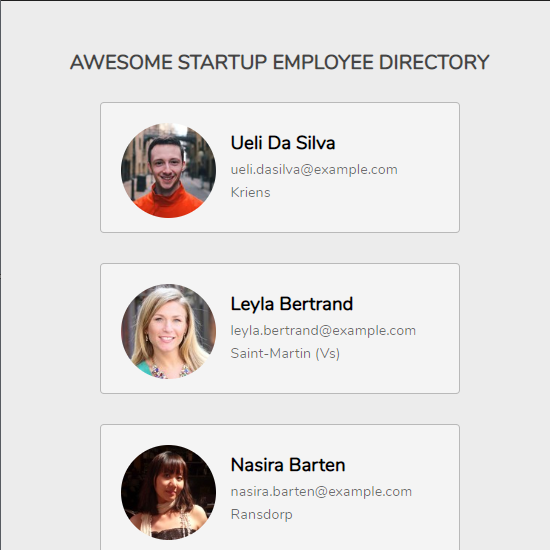 AWESOME STARTUP EMPLOYEE DIRECTORY
Ueli Da Silva
ueli.dasilva@example.com
Kriens
Leyla Bertrand
leyla.bertrand@example.com
Saint-Martin (Vs)
Nasira Barten
nasira.barten@example.com
Ransdorp